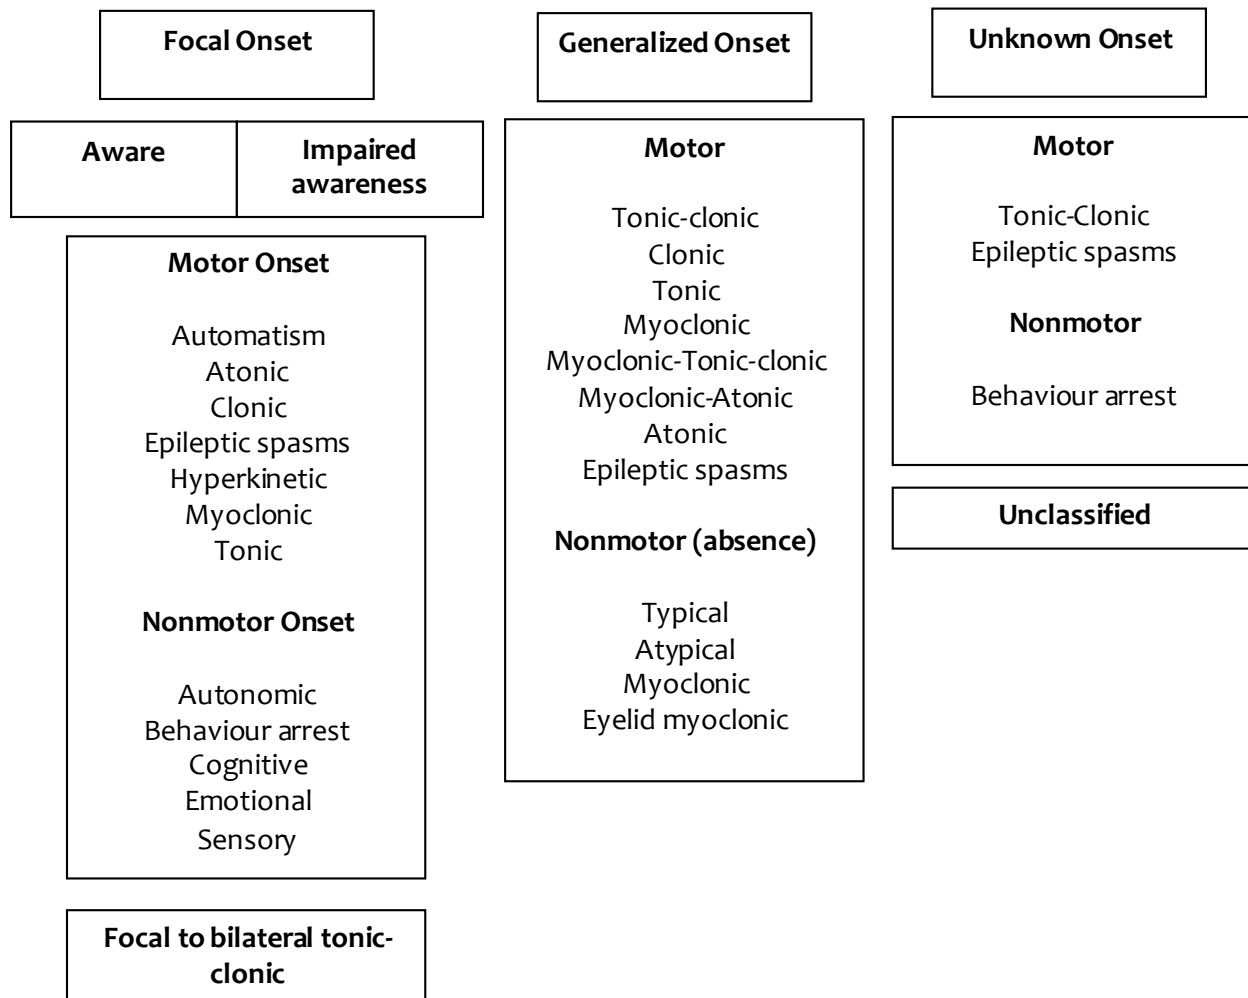 Focal Onset
Aware
Impaired
awareness
Motor Onset
Automatism
Atonic
Clonic
Epileptic spasms
Hyperkinetic
Myoclonic
Tonic
Nonmotor Onset
Autonomic
Behaviour arrest
Cognitive
Emotional
Sensory
Focal to bilateral tonic-
clonic
Generalized Onset
Motor
Tonic-clonic
Clonic
Tonic
Myoclonic
Myoclonic-Tonic-clonic
Myoclonic-Atonic
Atonic
Epileptic spasms
Nonmotor (absence)
Typical
Atypical
Myoclonic
Eyelid myoclonic
Unknown Onset
Motor
Tonic-Clonic
Epileptic spasms
Nonmotor
Behaviour arrest
Unclassified